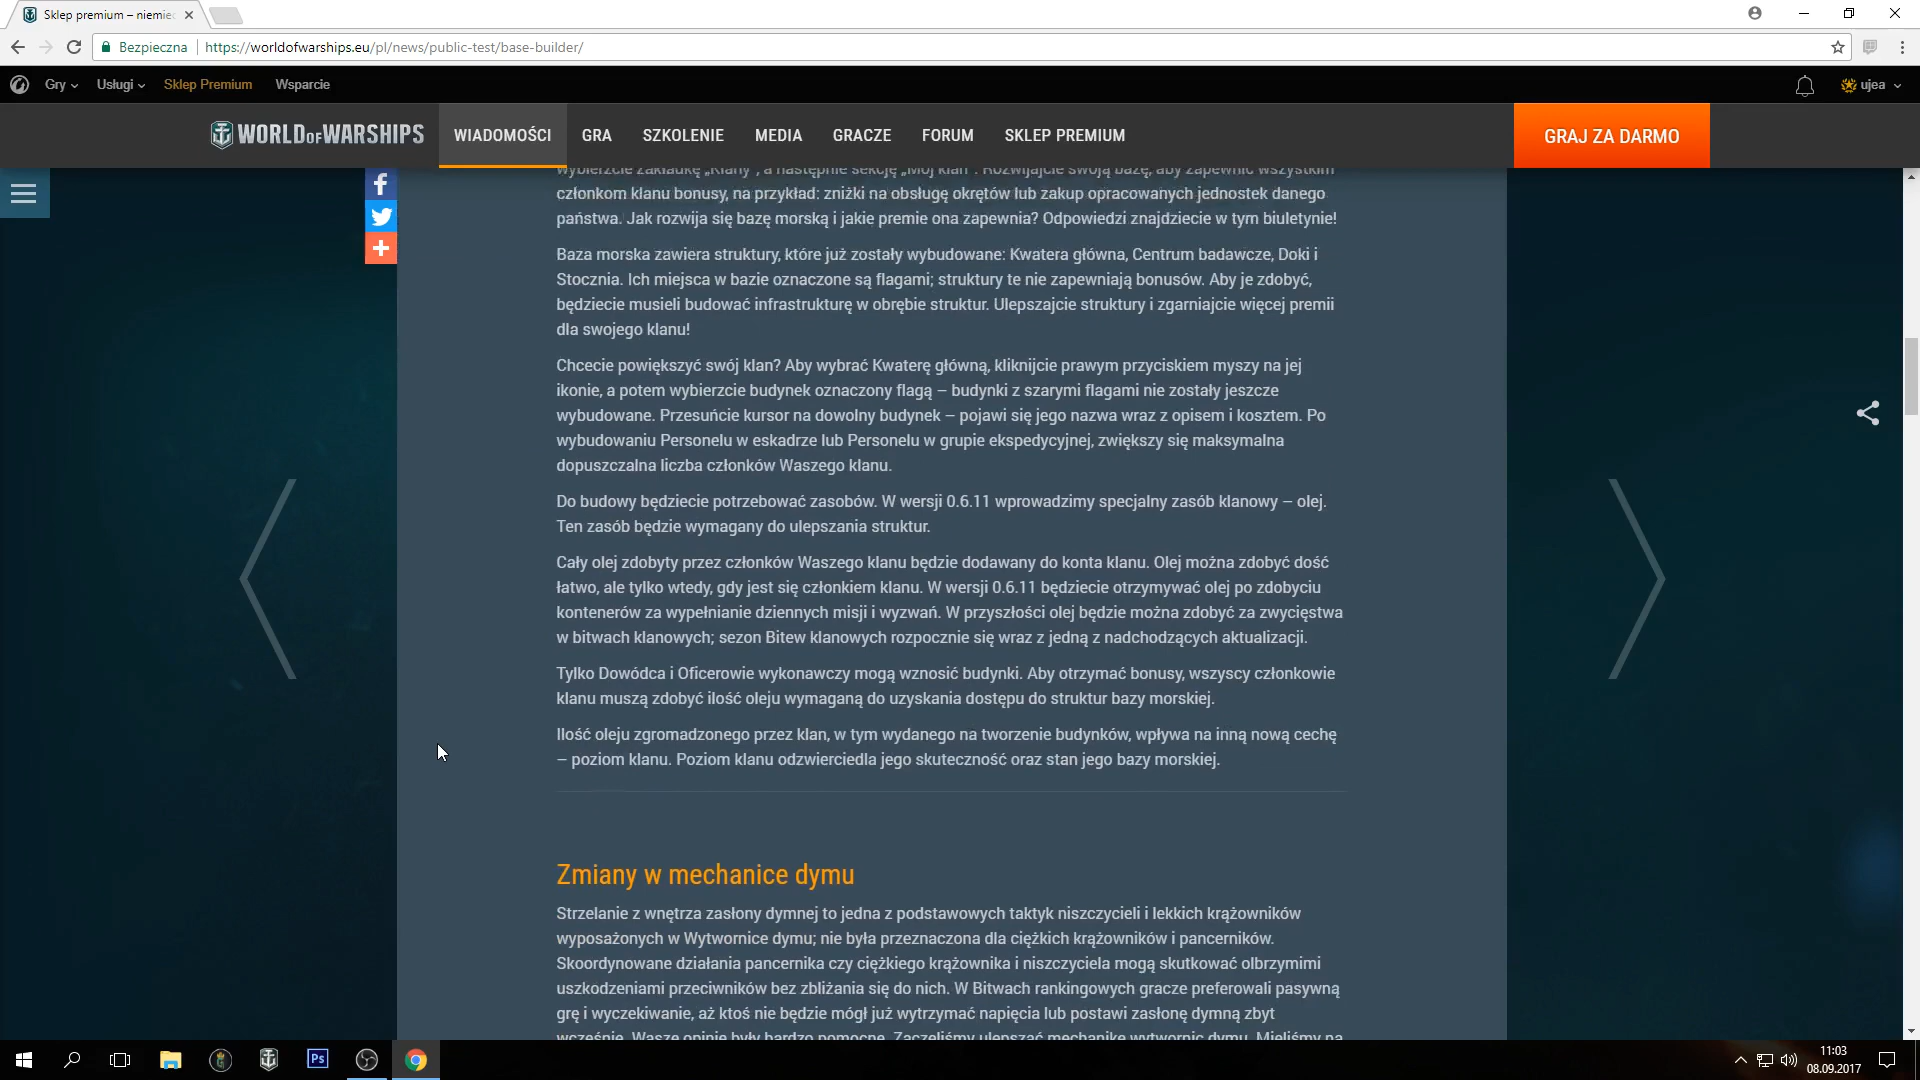 Sklep premium – niemie
Bezpieczna https://worldofwarships.eu/pl/news/public-test/base-builder/
Gry Usługi Sklep Premium Wsparcie ujea
WORLD OF WARSHIPS WIADOMOŚCI GRA SZKOLENIE MEDIA GRACZE FORUM SKLEP PREMIUM GRAJ ZA DARMO
wybierzcie zakładkę „Klany”, a następnie sekcję „Mój klan”. Rozwijajcie swoją bazę, aby zapewnić wszystkim
członkom klanu bonusy, na przykład: zniżki na obsługę okrętów lub zakup opracowanych jednostek danego
państwa. Jak rozwija się bazę morską i jakie premie ona zapewnia? Odpowiedzi znajdziecie w tym biuletynie!
Baza morska zawiera struktury, które już zostały wybudowane: Kwatera główna, Centrum badawcze, Doki i
Stocznia. Ich miejsca w bazie oznaczone są flagami; struktury te nie zapewniają bonusów. Aby je zdobyć,
będziecie musieli budować infrastrukturę w obrębie struktur. Ulepszajcie struktury i zgarniajcie więcej premii
dla swojego klanu!
Chcecie powiększyć swój klan? Aby wybrać Kwaterę główną, kliknijcie prawym przyciskiem myszy na jej
ikonie, a potem wybierzcie budynek oznaczony flagą – budynki z szarymi flagami nie zostały jeszcze
wybudowane. Przesuńcie kursor na dowolny budynek – pojawi się jego nazwa wraz z opisem i kosztem. Po
wybudowaniu Personelu w eskadrze lub Personelu w grupie ekspedycyjnej, zwiększy się maksymalna
dopuszczalna liczba członków Waszego klanu.
Do budowy będziecie potrzebować zasobów. W wersji 0.6.11 wprowadzimy specjalny zasób klanowy – olej.
Ten zasób będzie wymagany do ulepszania struktur.
Cały olej zdobyty przez członków Waszego klanu będzie dodawany do konta klanu. Olej można zdobyć dość
łatwo, ale tylko wtedy, gdy jest się członkiem klanu. W wersji 0.6.11 będziecie otrzymywać olej po zdobyciu
kontenerów za wypełnianie dziennych misji i wyzwań. W przyszłości olej będzie można zdobyć za zwycięstwa
w bitwach klanowych; sezon Bitew klanowych rozpocznie się wraz z jedną z nadchodzących aktualizacji.
Tylko Dowódca i Oficerowie wykonawczy mogą wznosić budynki. Aby otrzymać bonusy, wszyscy członkowie
klanu muszą zdobyć ilość oleju wymaganą do uzyskania dostępu do struktur bazy morskiej.
Ilość oleju zgromadzonego przez klan, w tym wydanego na tworzenie budynków, wpływa na inną nową cechę
– poziom klanu. Poziom klanu odzwierciedla jego skuteczność oraz stan jego bazy morskiej.
Zmiany w mechanice dymu
Strzelanie z wnętrza zasłony dymnej to jedna z podstawowych taktyk niszczycieli i lekkich krążowników
wyposażonych w Wytwornice dymu; nie była przeznaczona dla ciężkich krążowników i pancerników.
Skoordynowane działania pancernika czy ciężkiego krążownika i niszczyciela mogą skutkować olbrzymimi
uszkodzeniami przeciwników bez zbliżania się do nich. W Bitwach rankingowych gracze preferowali pasywną
grę i wyczekiwanie, aż ktoś nie będzie mógł już wytrzymać napięcia lub postawi zasłonę dymną zbyt
wcześnie. Wasze opinie były bardzo pomocne. Zaczęliśmy ulepszać mechanikę wytwornic dymu. Mieliśmy na
Ps
11:03
08.09.2017